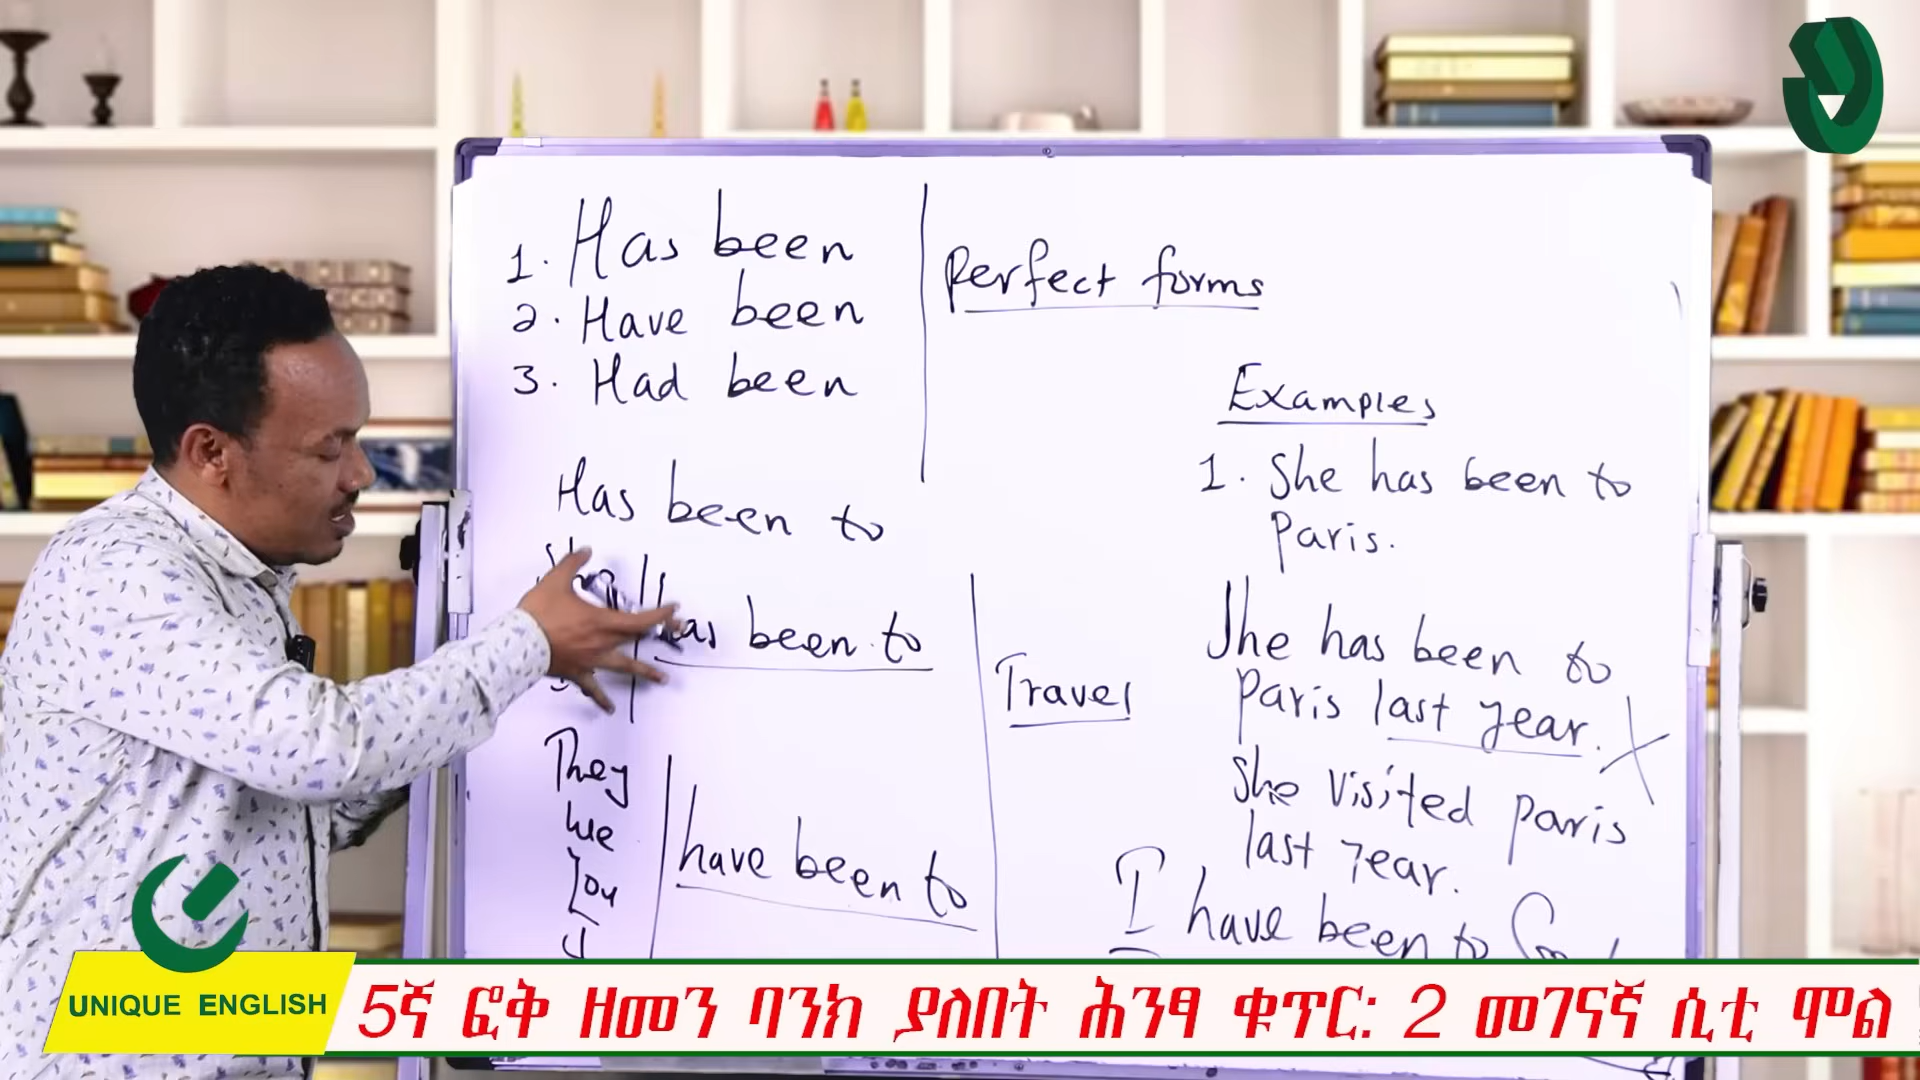 1. Has been
2. Have been
3. Had been
Perfect forms
Has been to
has been to
They
we
You
I
have been to
Travel
Examples
1. She has been to
Paris.
She has been to
Paris last year.
She visited Paris
last year.
I have been to
UNIQUE ENGLISH
5ኛ ፎቅ ዘመን ባንክ ያለበት ሕንፃ ቁጥር: 2 መገናኛ ሲቲ ሞል